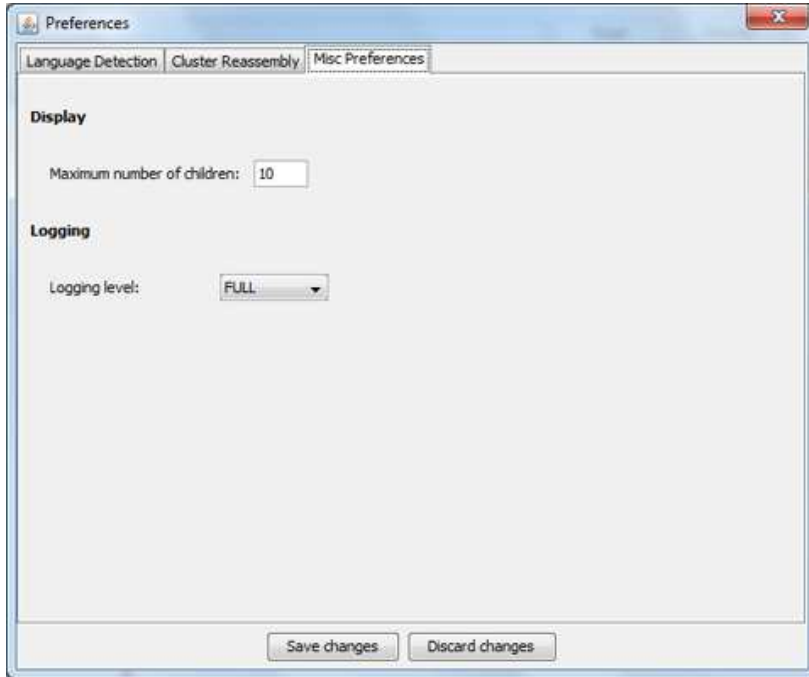 Preferences
Language Detection Cluster Reassembly Misc Preferences
Display
Maximum number of children: 10
Logging
Logging level: FULL
Save changes Discard changes